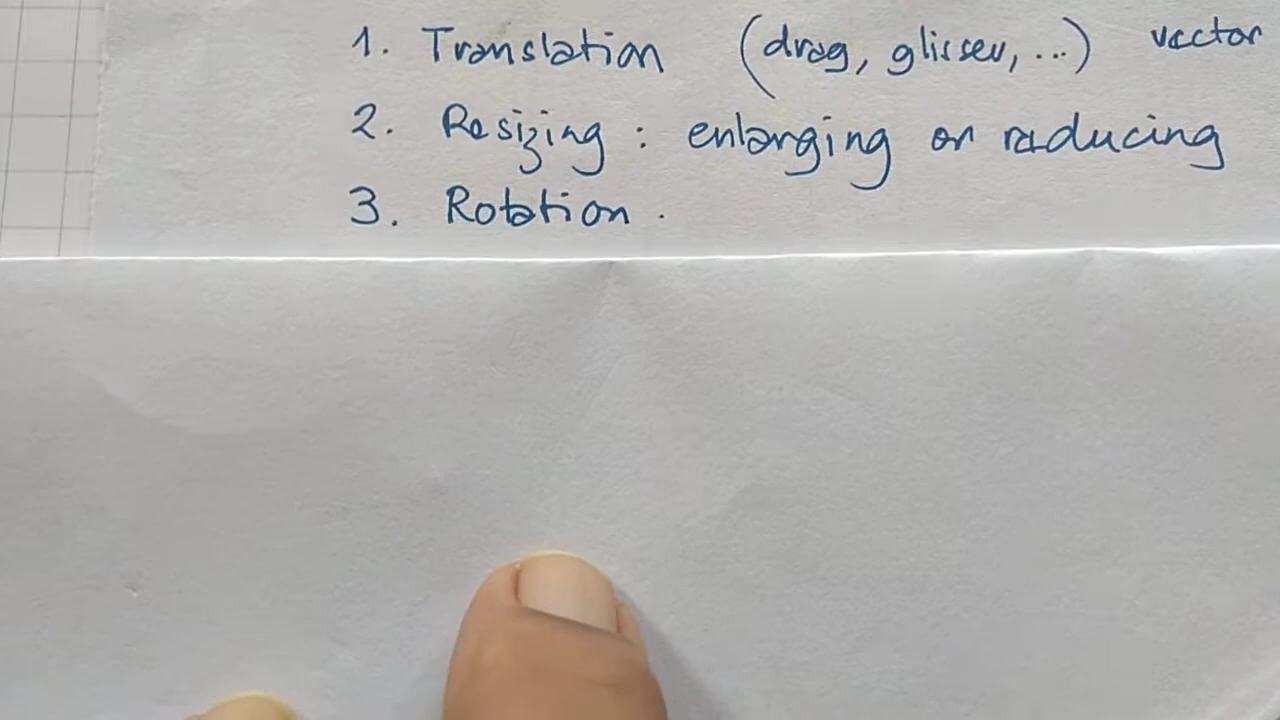 1. Translation (drag, glisser, ...) vector
2. Resizing : enlarging or reducing
3. Rotation.